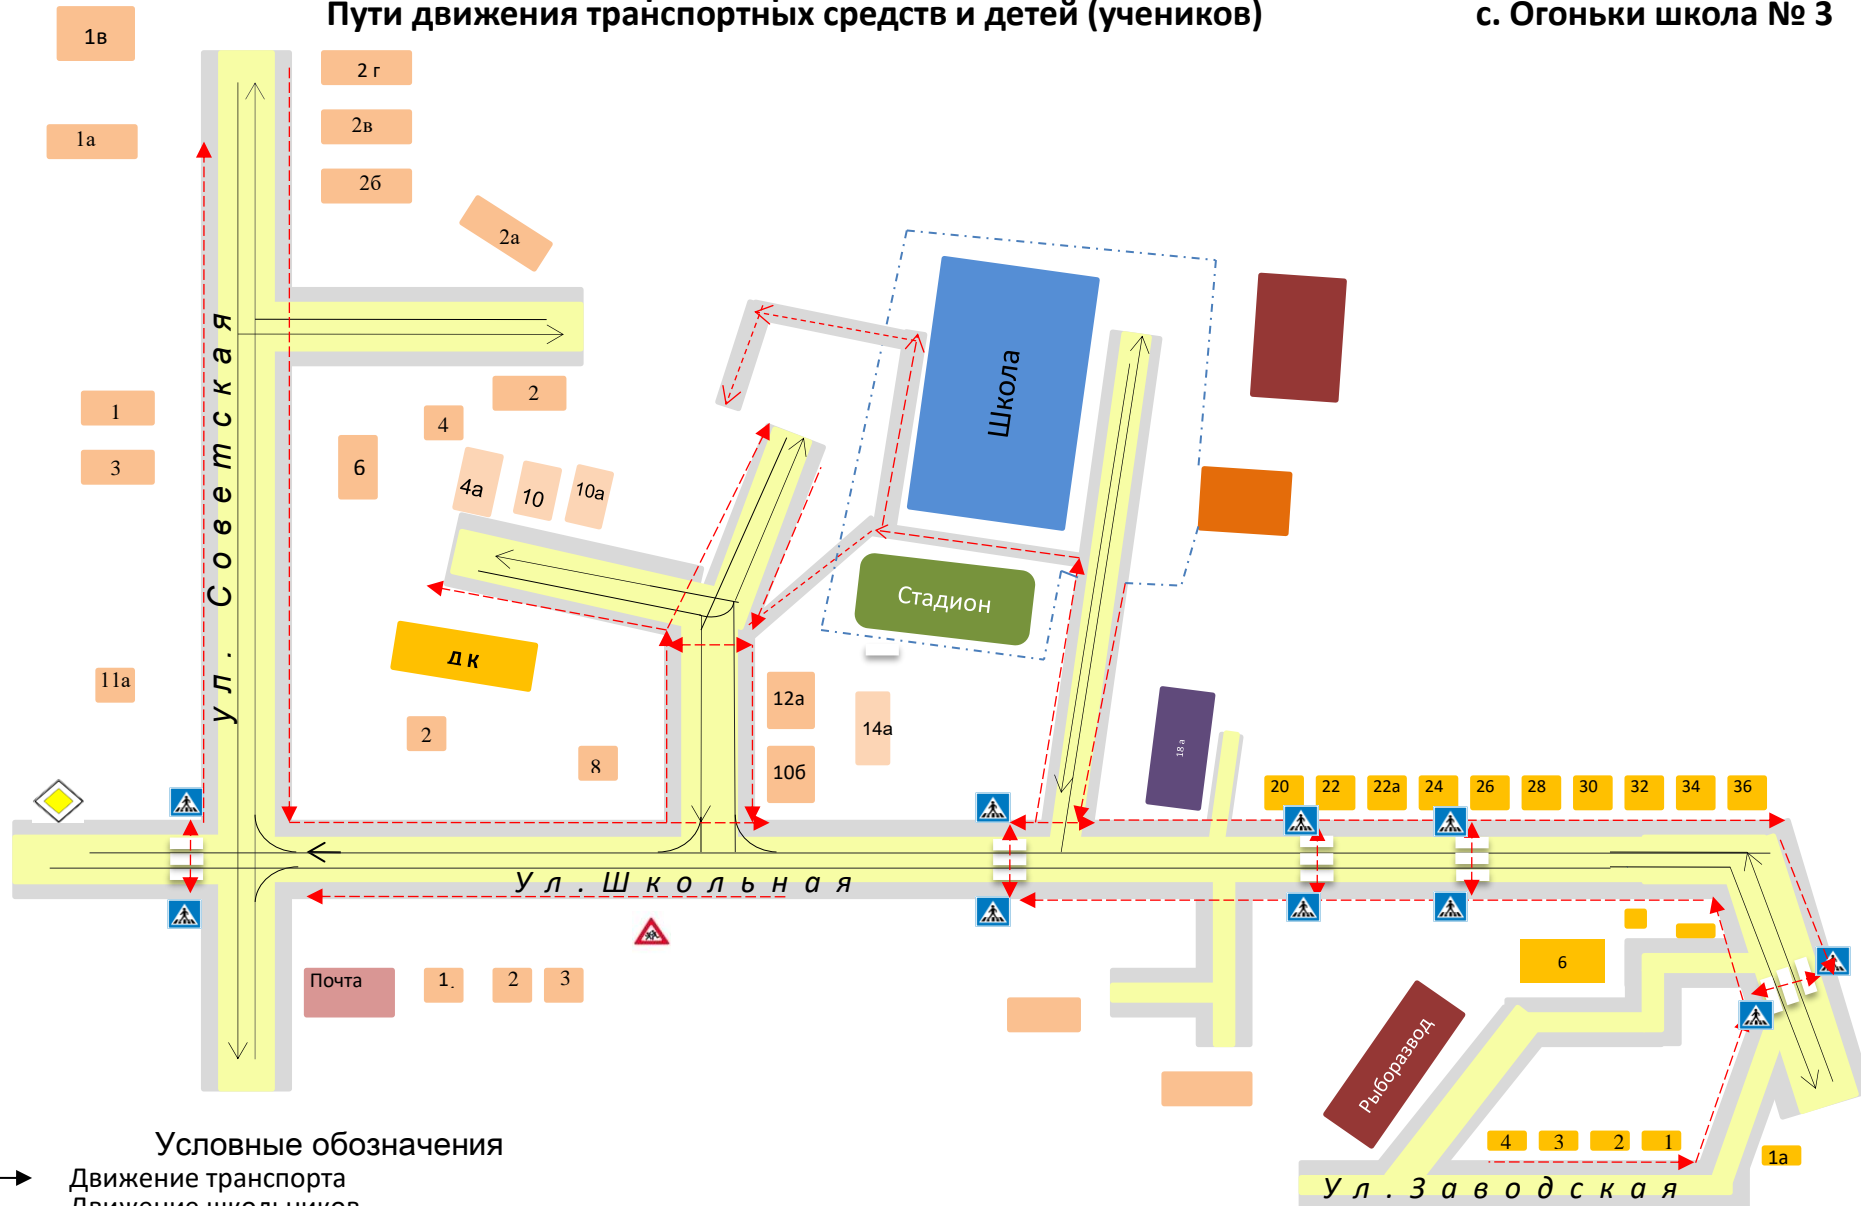 Пути движения транспортных средств и детей (учеников)
с. Огоньки школа № 3
1в
2 г
1а
2в
2б
2а
ул. Советская
Школа
1
2
4
3
6
4а
10
10а
Стадион
ДК
11а
12а
14а
2
8
10б
18 а
20
22
22а
24
26
28
30
32
34
36
Ул. Школьная
Почта
1.
2
3
6
Рыборазвод
4
3
2
1
1а
Ул. Заводская
Условные обозначения
Движение транспорта
Движение школьников